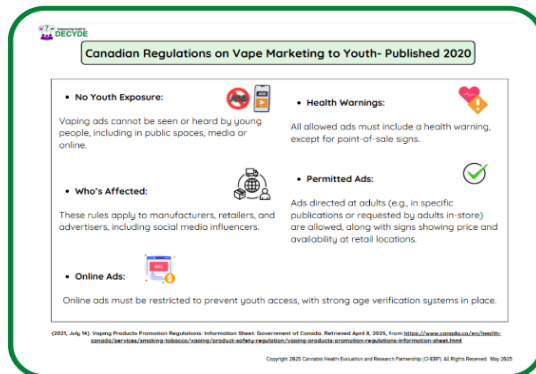 DECYDE
Canadian Regulations on Vape Marketing to Youth- Published 2020
• No Youth Exposure:
Vaping ads cannot be seen or heard by young
people, including in public spaces, media or
online.
• Health Warnings:
All allowed ads must include a health warning,
except for point-of-sale signs.
• Who's Affected:
These rules apply to manufacturers, retailers, and
advertisers, including social media influencers.
• Permitted Ads:
Ads directed at adults (e.g., in specific
publications or requested by adults in-store)
are allowed, along with signs showing price and
availability at retail locations.
• Online Ads:
Online ads must be restricted to prevent youth access, with strong age verification systems in place.
(2021, July 14). Vaping Products Promotion Regulations: Information Sheet. Government of Canada. Retrieved April 8, 2025, from https://www.canada.ca/en/health-
canada/services/smoking-tobacco/vaping/product-safety-regulation/vaping-products-promotion-regulations-information-sheet.html
Copyright 2025 Cannabis Health Evaluation and Research Partnership (CHERP). All Rights Reserved. May 2025